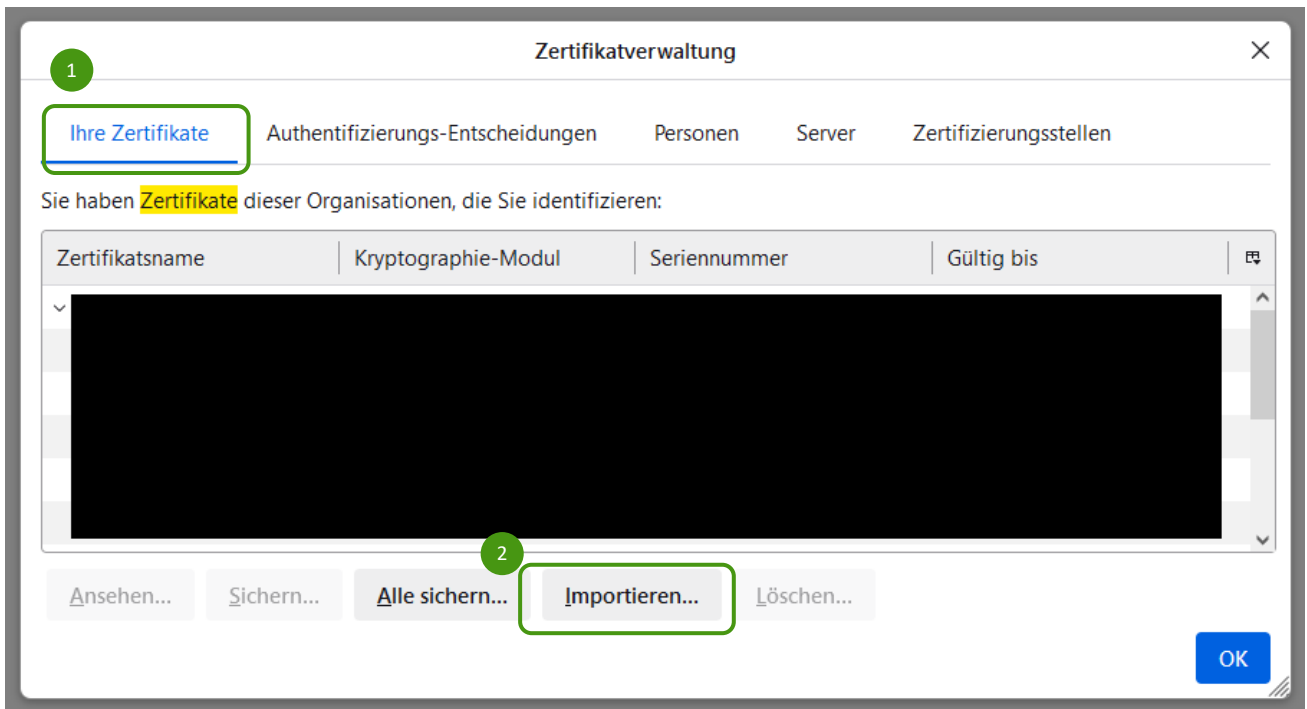 Zertifikatverwaltung
1
Ihre Zertifikate Authentifizierungs-Entscheidungen Personen Server Zertifizierungsstellen
Sie haben Zertifikate dieser Organisationen, die Sie identifizieren:
Zertifikatsname Kryptographie-Modul Seriennummer Gültig bis
2
Ansehen... Sichern... Alle sichern... Importieren... Löschen...
OK